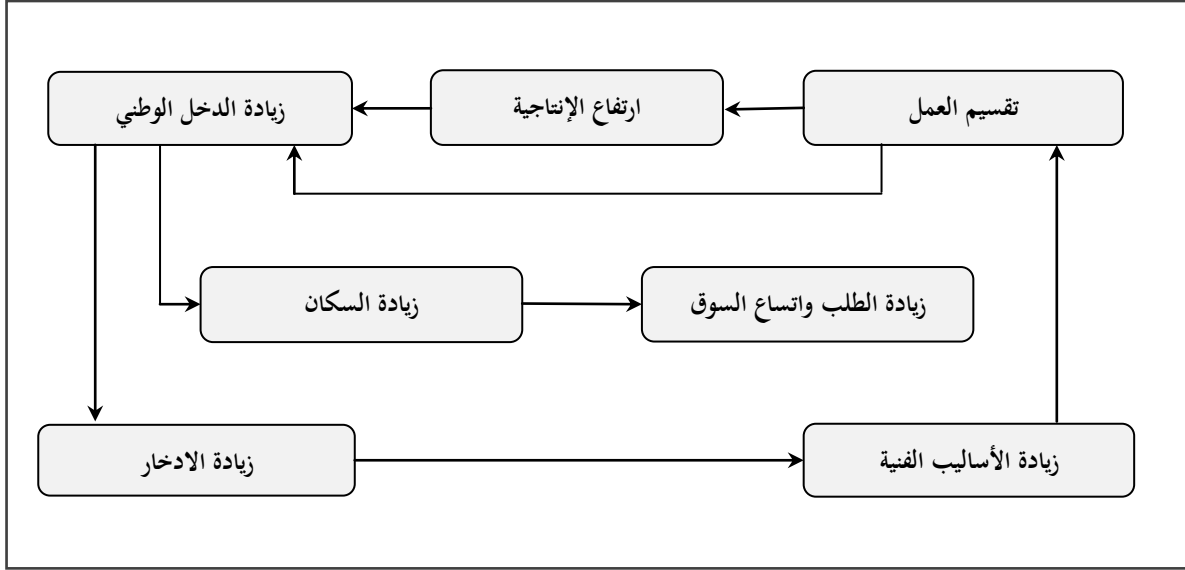 تقسيم العمل
ارتفاع الإنتاجية
زيادة الدخل الوطني
زيادة الطلب واتساع السوق
زيادة السكان
زيادة الأساليب الفنية
زيادة الادخار